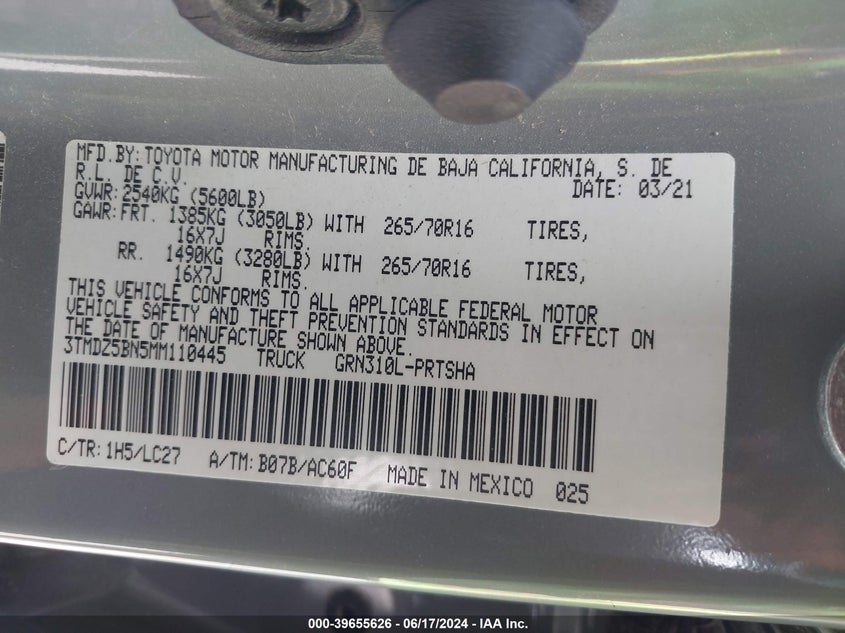 MFD.BY: TOYOTA MOTOR MANUFACTURING DE BAJA CALIFORNIA, S. DE
R.L. DE C.V. DATE: 03/21
GVWR: 2540KG (5600LB)
GAWR: FRT. 1385KG (3050LB) WITH 265/70R16 TIRES,
16X7J RIMS.
RR. 1490KG (3280LB) WITH 265/70R16 TIRES,
16X7J RIMS.
THIS VEHICLE CONFORMS TO ALL APPLICABLE FEDERAL MOTOR
VEHICLE SAFETY AND THEFT PREVENTION STANDARDS IN EFFECT ON
THE DATE OF MANUFACTURE SHOWN ABOVE.
3TMDZ5BN5MM110445 TRUCK GRN310L-PRTSHA
C/TR: 1H5/LC27 A/TM: B07B/AC60F MADE IN MEXICO 025
000-39655626 - 06/17/2024 - IAA Inc.